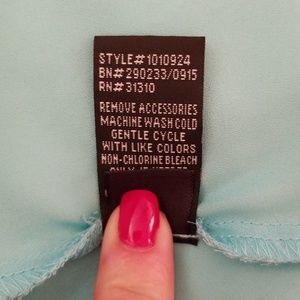 STYLE#1010924
BN#290233/0915
RN#31310
REMOVE ACCESSORIES
MACHINE WASH COLD
GENTLE CYCLE
WITH LIKE COLORS
NON-CHLORINE BLEACH
ONLY